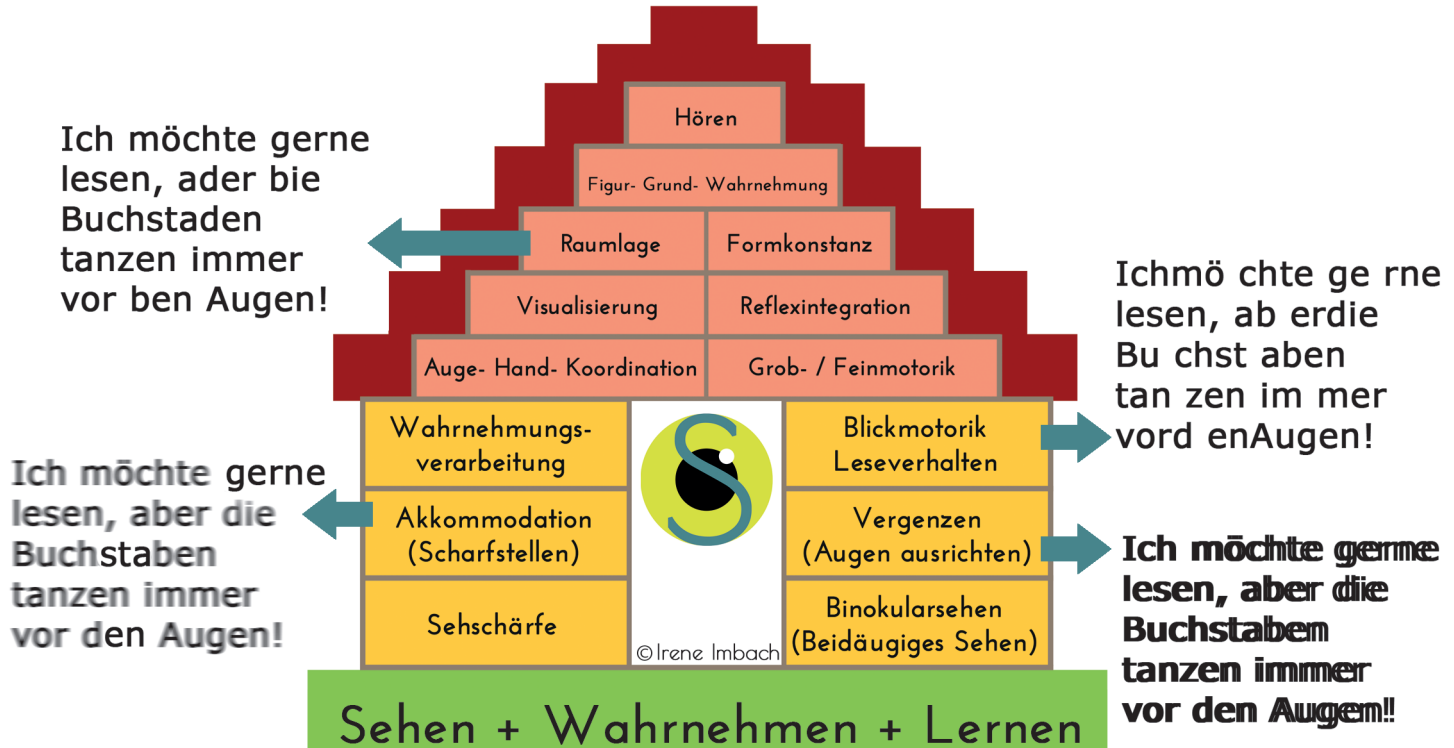 Hören
Figur- Grund- Wahrnehmung
Raumlage
Formkonstanz
Visualisierung
Reflexintegration
Auge- Hand- Koordination
Grob- / Feinmotorik
Wahrnehmungs-
verarbeitung
Blickmotorik
Leseverhalten
Akkommodation
(Scharfstellen)
Vergenzen
(Augen ausrichten)
Sehschärfe
Binokularsehen
(Beidäugiges Sehen)
S
© Irene Imbach
Sehen + Wahrnehmen + Lernen
Ich möchte gerne
lesen, ader bie
Buchstaden
tanzen immer
vor ben Augen!
Ich möchte gerne
lesen, aber die
Buchstaben
tanzen immer
vor den Augen!
Ichmö chte ge rne
lesen, ab erdie
Bu chst aben
tan zen im mer
vord enAugen!
Ich möchte gerne
lesen, aber die
Buchstaben
tanzen immer
vor den Augen!